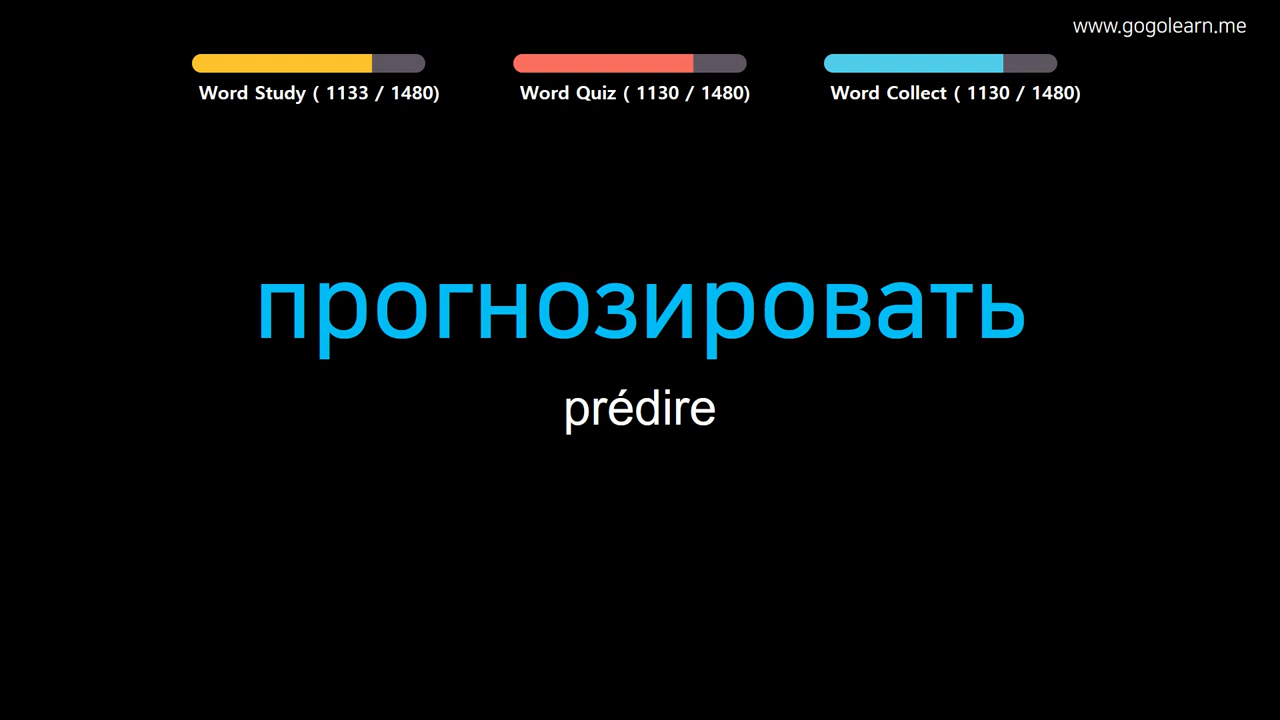 www.gogolearn.me
Word Study ( 1133 / 1480)
Word Quiz ( 1130 / 1480)
Word Collect ( 1130 / 1480)
прогнозировать
prédire